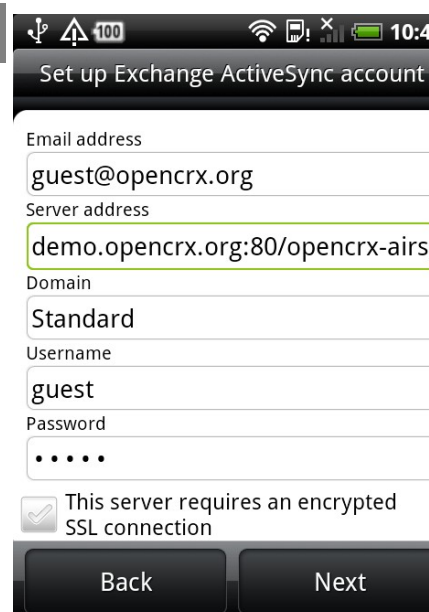 100
10:4
Set up Exchange ActiveSync account
Email address
guest@opencrx.org
Server address
demo.opencrx.org:80/opencrx-airs
Domain
Standard
Username
guest
Password
•••••
This server requires an encrypted
SSL connection
Back Next